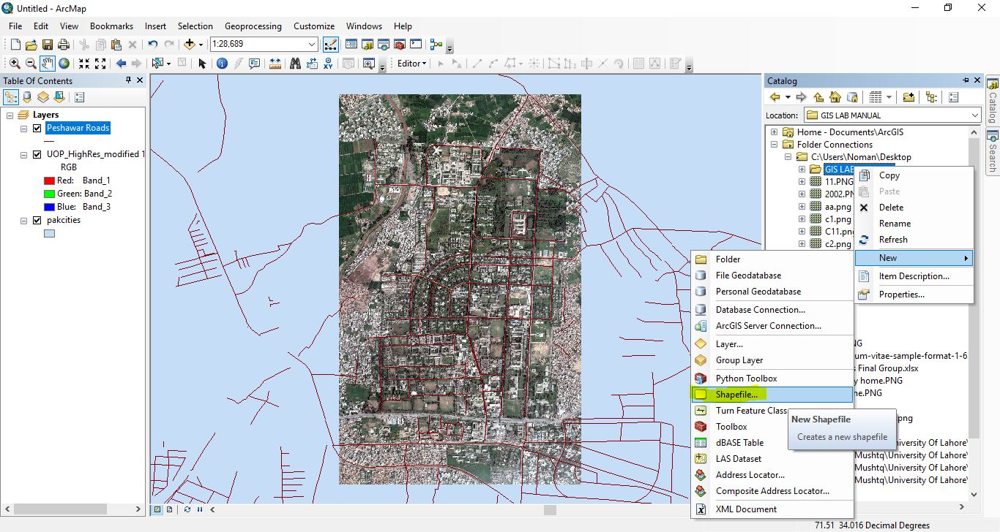 Untitled - ArcMap
File Edit View Bookmarks Insert Selection Geoprocessing Customize Windows Help
1:28,689
Editor
Table Of Contents
Layers
Peshawar Roads
UOP_HighRes_modified 1
RGB
Red: Band_1
Green: Band_2
Blue: Band_3
pakcities
Catalog
Location: GIS LAB MANUAL
Home - Documents\ArcGIS
Folder Connections
C:\Users\Noman\Desktop
GIS LAB
11.PNG
2002.PN
aa.png
c1.png
C11.pn
c2.png
Copy
Paste
Delete
Rename
Refresh
New
Item Description...
Properties...
Folder
File Geodatabase
Personal Geodatabase
Database Connection...
ArcGIS Server Connection...
Layer...
Group Layer
Python Toolbox
Shapefile...
Turn Feature Class
Toolbox
dBASE Table
LAS Dataset
Address Locator...
Composite Address Locator...
XML Document
New Shapefile
Creates a new shapefile
NG
um-vitae-sample-format-1-6
s Final Group.xlsx
y home.PNG
ne.PNG
png
iversity Of Lahore\
Mushtq\University Of Lahore\
Mushtq\University Of Lahore\
Mushtq\University Of Lahore\
Catalog
Search
71.51 34.016 Decimal Degrees